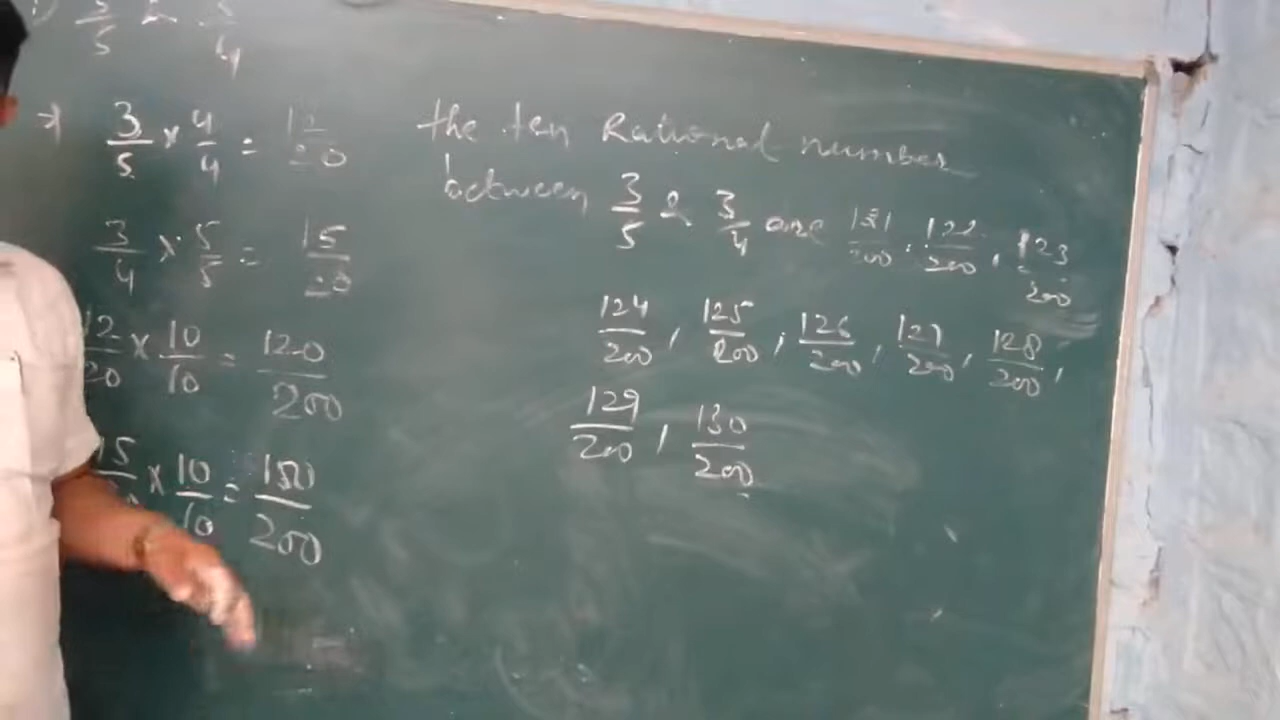 3/5 & 3/4
3/5 × 4/4 = 12/20
3/4 × 5/5 = 15/20
12/20 × 10/10 = 120/200
15/20 × 10/10 = 150/200
the ten Rational number
between 3/5 & 3/4 are 121/200, 122/200, 123/200
124/200, 125/200, 126/200, 127/200, 128/200,
129/200, 130/200